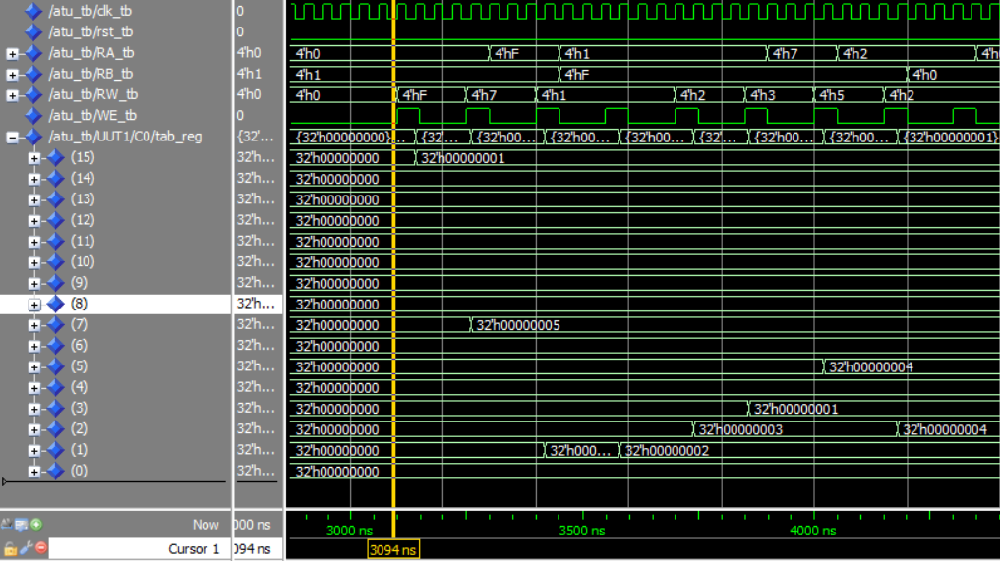 /atu_tb/clk_tb 0
/atu_tb/rst_tb 0
/atu_tb/RA_tb 4'h0 4'h0 4'hF 4'h1 4'h7 4'h2
/atu_tb/RB_tb 4'h1 4'h1 4'hF 4'h0
/atu_tb/RW_tb 4'h0 4'h0 4'hF 4'h7 4'h1 4'h2 4'h3 4'h5 4'h2
/atu_tb/WE_tb 0
/atu_tb/UUT1/C0/tab_reg {32'... {32'h00000000}... {32'... {32'h00... {32'h00... {32'h00... {32'h00... {32'h00... {32'h00000001}
(15) 32'h... 32'h00000000 32'h00000001
(14) 32'h... 32'h00000000
(13) 32'h... 32'h00000000
(12) 32'h... 32'h00000000
(11) 32'h... 32'h00000000
(10) 32'h... 32'h00000000
(9) 32'h... 32'h00000000
(8) 32'h... 32'h00000000
(7) 32'h... 32'h00000000 32'h00000005
(6) 32'h... 32'h00000000
(5) 32'h... 32'h00000000 32'h00000004
(4) 32'h... 32'h00000000
(3) 32'h... 32'h00000000 32'h00000001
(2) 32'h... 32'h00000000 32'h00000003 32'h00000004
(1) 32'h... 32'h00000000 32'h000... 32'h00000002
(0) 32'h... 32'h00000000
Now 000 ns 3000 ns 3500 ns 4000 ns
Cursor 1 094 ns 3094 ns